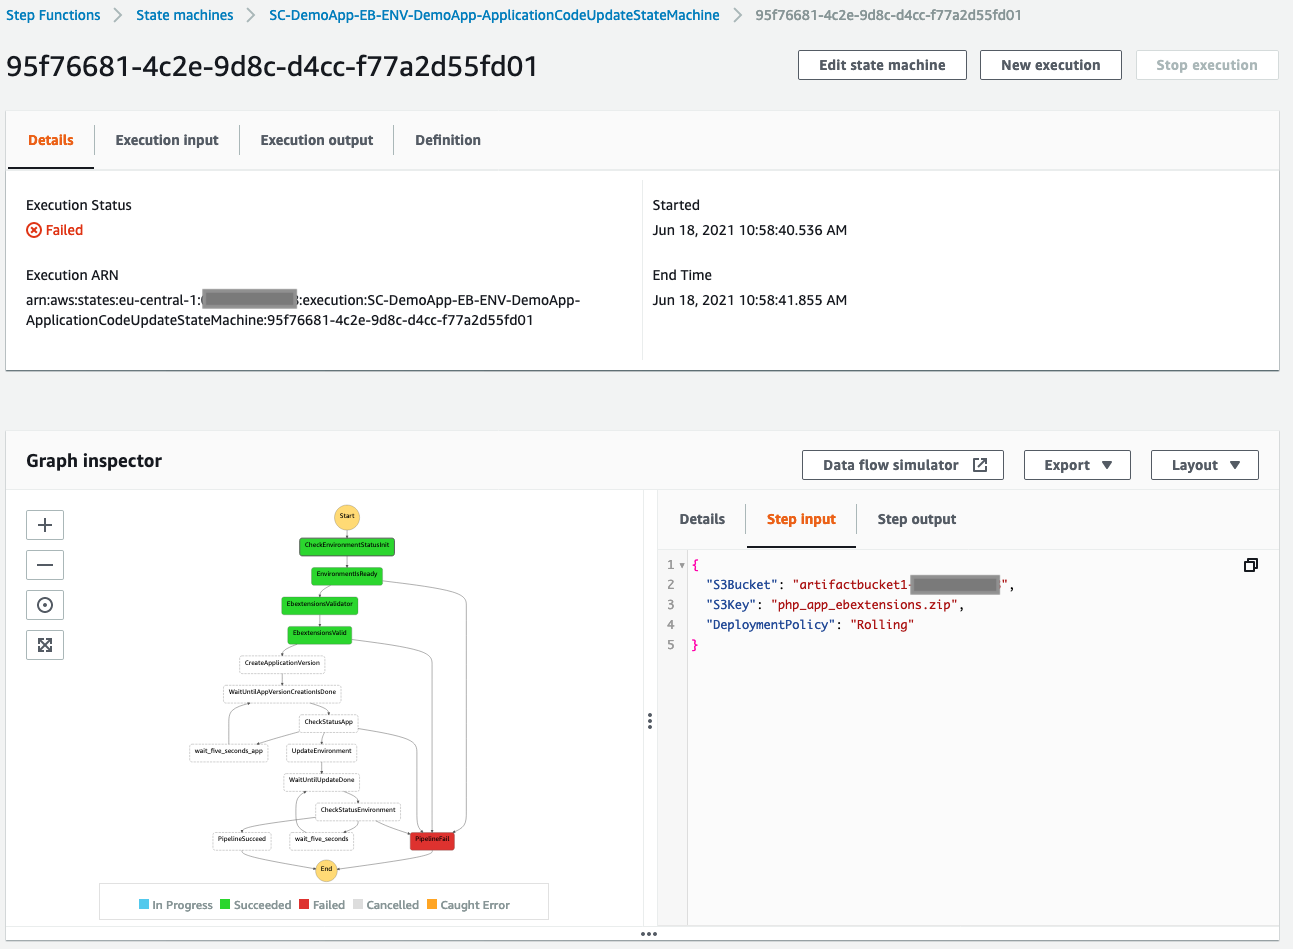 Step Functions > State machines > SC-DemoApp-EB-ENV-DemoApp-ApplicationCodeUpdateStateMachine > 95f76681-4c2e-9d8c-d4cc-f77a2d55fd01
95f76681-4c2e-9d8c-d4cc-f77a2d55fd01
Edit state machine
New execution
Stop execution
Details
Execution input
Execution output
Definition
Execution Status
Failed
Execution ARN
arn:aws:states:eu-central-1: :execution:SC-DemoApp-EB-ENV-DemoApp-
ApplicationCodeUpdateStateMachine:95f76681-4c2e-9d8c-d4cc-f77a2d55fd01
Started
Jun 18, 2021 10:58:40.536 AM
End Time
Jun 18, 2021 10:58:41.855 AM
Graph inspector
Data flow simulator
Export
Layout
Start
CheckEnvironmentStatusInit
EnvironmentIsReady
EbextensionsValidator
EbextensionsValid
CreateApplicationVersion
WaitUntilAppVersionCreationIsDone
CheckStatusApp
wait_five_seconds_app
UpdateEnvironment
WaitUntilUpdateDone
CheckStatusEnvironment
PipelineSucceed
wait_five_seconds
PipelineFail
End
In Progress
Succeeded
Failed
Cancelled
Caught Error
Details
Step input
Step output
1 {
2 "S3Bucket": "artifactbucket1- ",
3 "S3Key": "php_app_ebextensions.zip",
4 "DeploymentPolicy": "Rolling"
5 }